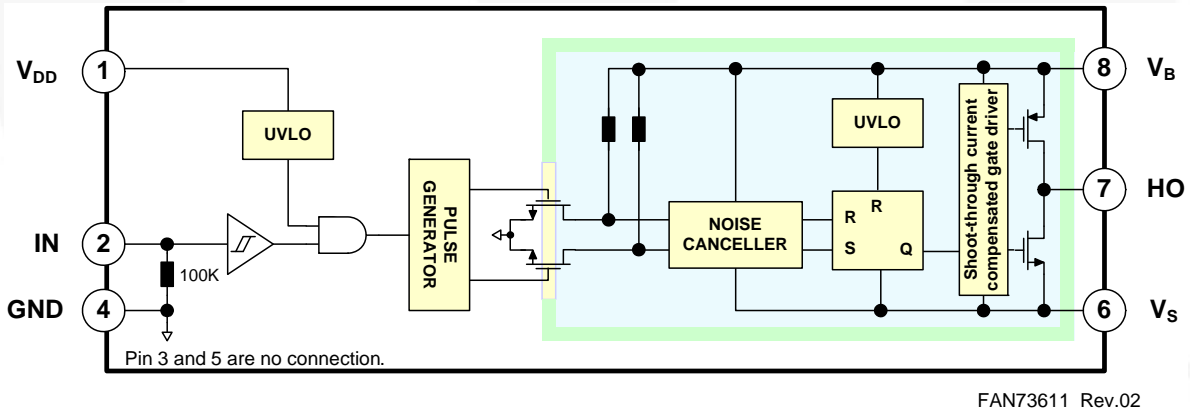 VDD
1
8
VB
UVLO
UVLO
Shoot-through current
compensated gate driver
PULSE
GENERATOR
7
HO
IN
2
R
R
NOISE
CANCELLER
S
Q
100K
GND
4
6
VS
Pin 3 and 5 are no connection.
FAN73611 Rev.02